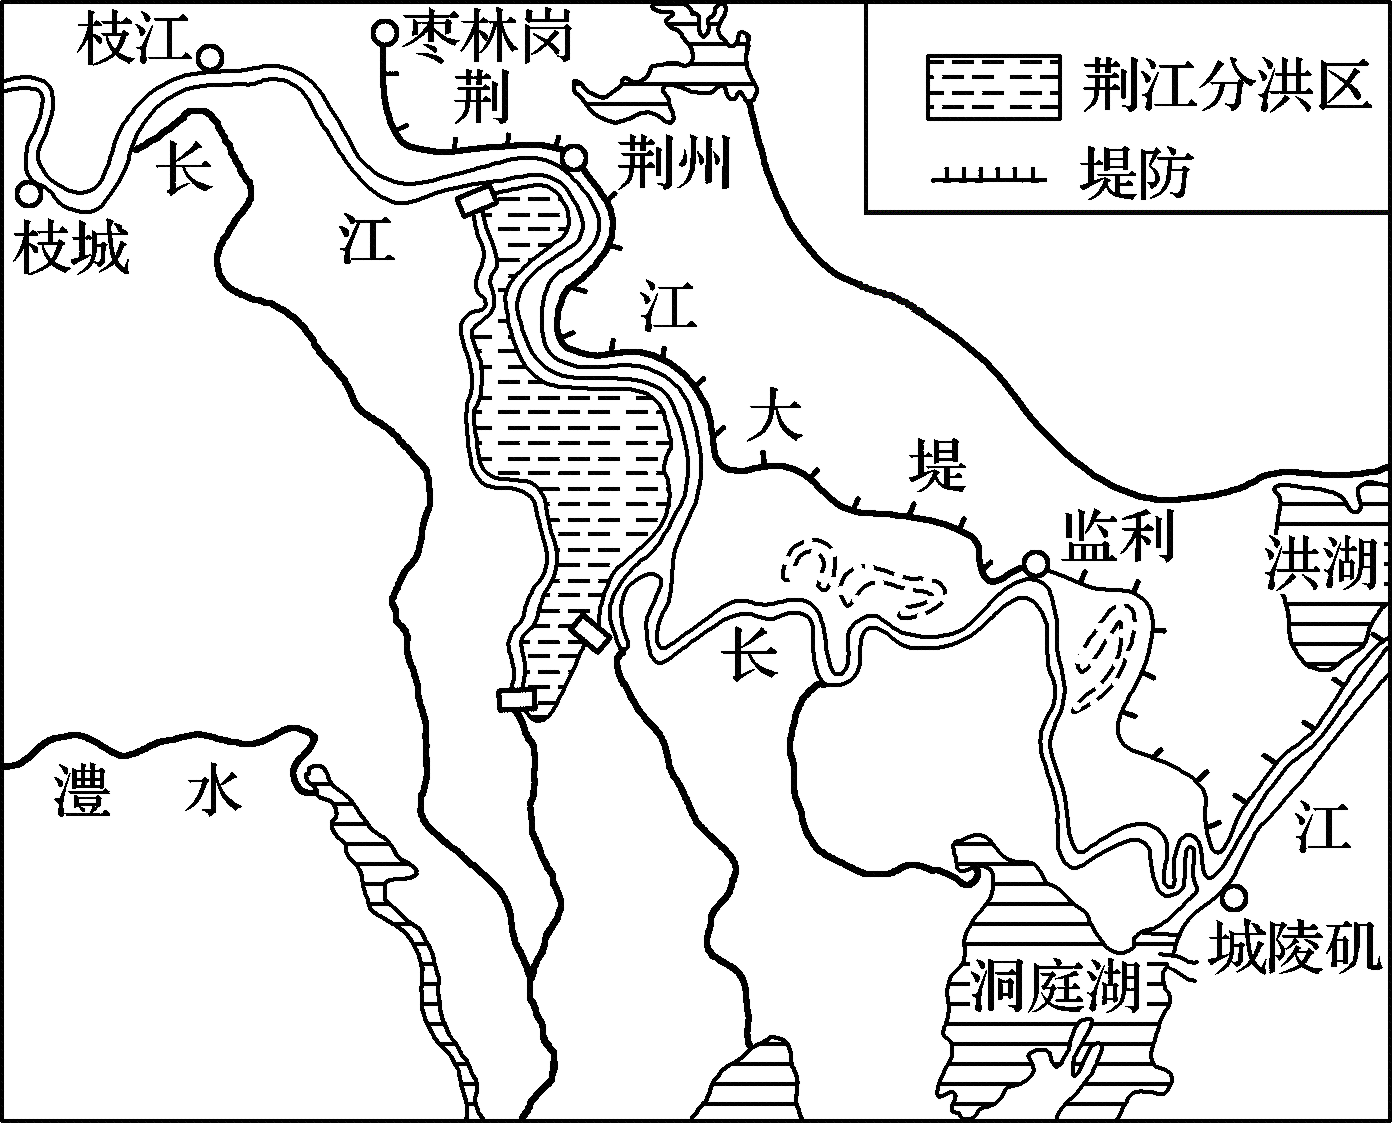 枝江
枣林岗
荆江分洪区
堤防
荆
荆州
长
枝城
江
江
大
堤
监利
洪湖
长
澧 水
江
城陵矶
洞庭湖